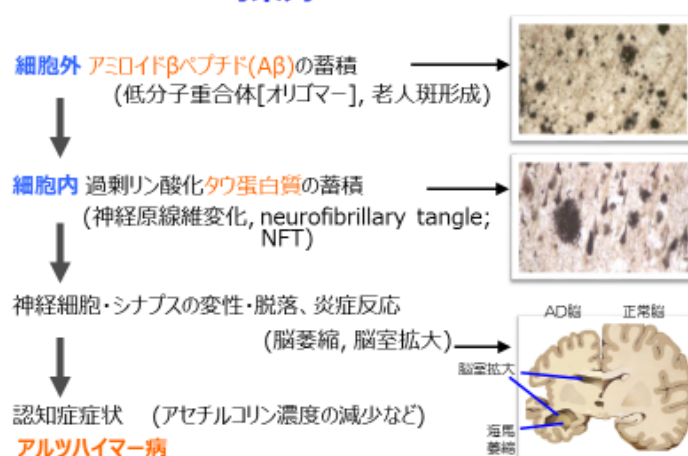 細胞外 アミロイドβペプチド(Aβ)の蓄積
(低分子重合体[オリゴマー], 老人斑形成)
細胞内 過剰リン酸化タウ蛋白質の蓄積
(神経原線維変化, neurofibrillary tangle;
NFT)
神経細胞・シナプスの変性・脱落、炎症反応
(脳萎縮, 脳室拡大)
AD脳 正常脳
脳室拡大
海馬
萎縮
認知症症状 (アセチルコリン濃度の減少など)
アルツハイマー病